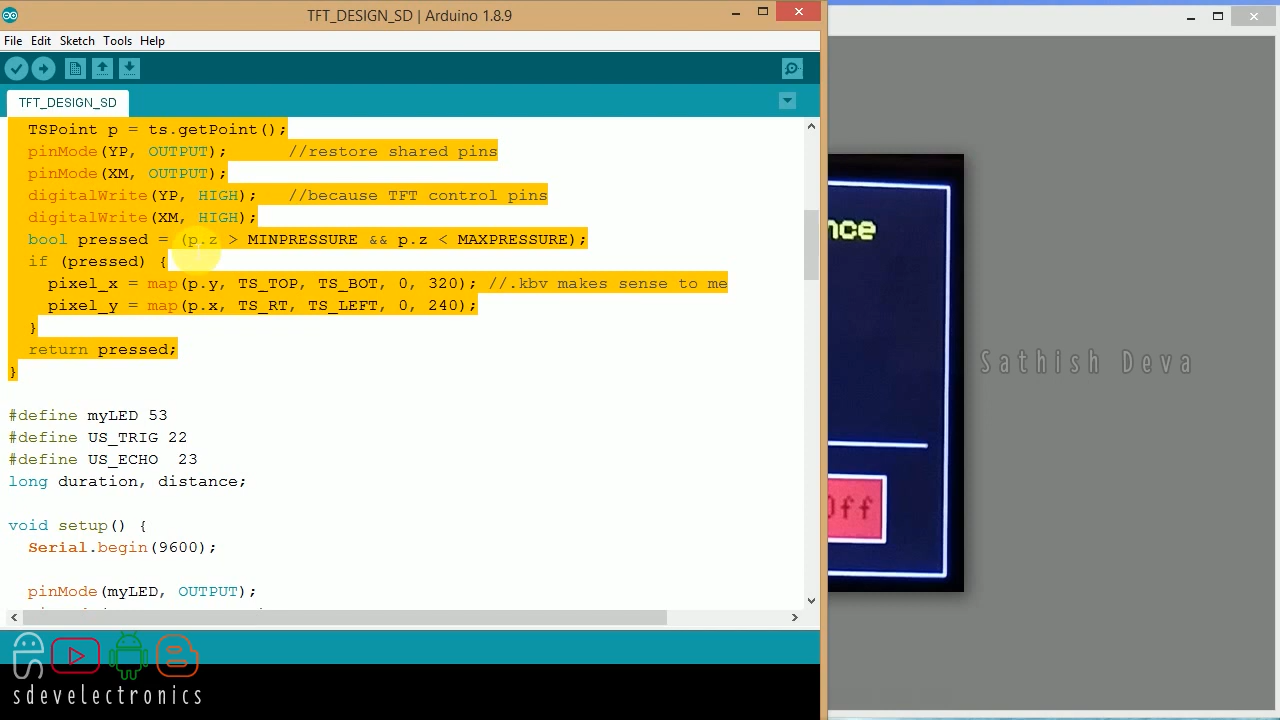 TFT_DESIGN_SD | Arduino 1.8.9
File Edit Sketch Tools Help
TFT_DESIGN_SD
TSPoint p = ts.getPoint();
pinMode(YP, OUTPUT);      //restore shared pins
pinMode(XM, OUTPUT);
digitalWrite(YP, HIGH);   //because TFT control pins
digitalWrite(XM, HIGH);
bool pressed = (p.z > MINPRESSURE && p.z < MAXPRESSURE);
if (pressed) {
pixel_x = map(p.y, TS_TOP, TS_BOT, 0, 320); //.kbv makes sense to me
pixel_y = map(p.x, TS_RT, TS_LEFT, 0, 240);
}
return pressed;
}
#define myLED 53
#define US_TRIG 22
#define US_ECHO  23
long duration, distance;
void setup() {
Serial.begin(9600);
pinMode(myLED, OUTPUT);
nce
Off
Sathish Deva
sdevelectronics